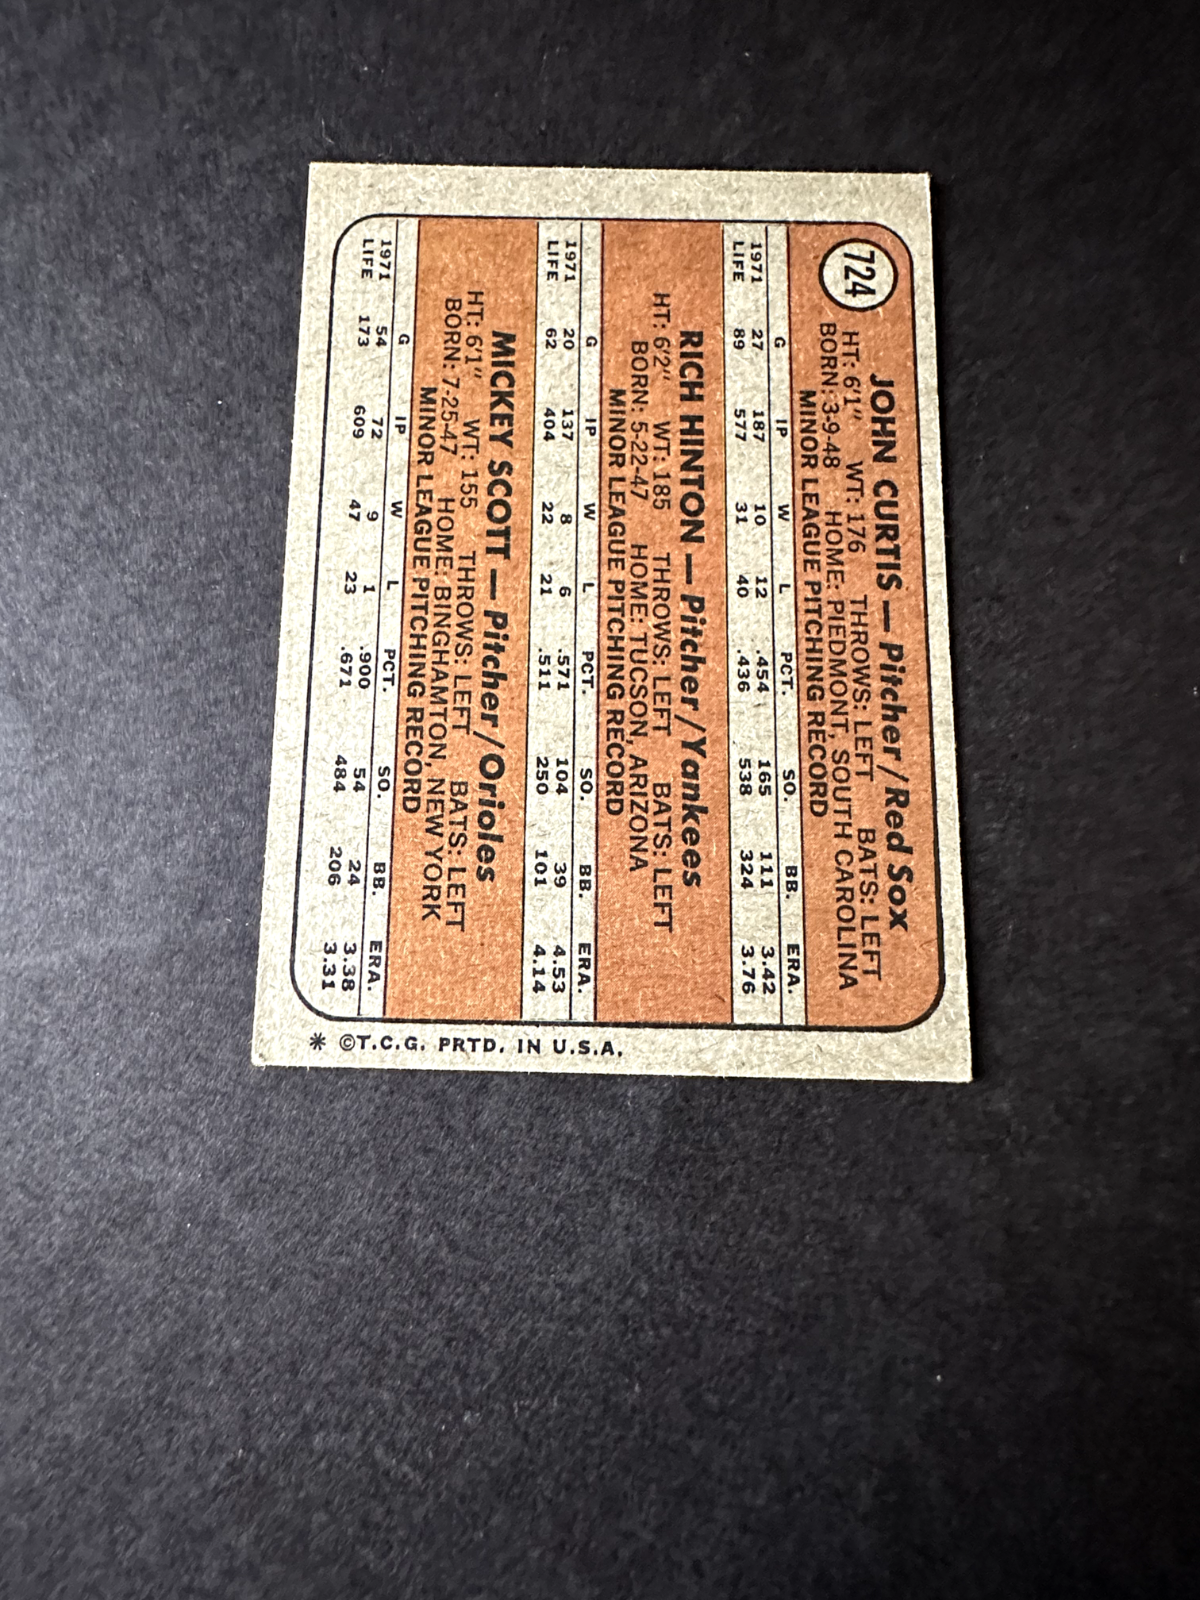 724
JOHN CURTIS — Pitcher/Red Sox
HT: 6'1" WT: 176 THROWS: LEFT BATS: LEFT
BORN: 3-9-48 HOME: PIEDMONT, SOUTH CAROLINA
MINOR LEAGUE PITCHING RECORD
G IP W L PCT. SO. BB. ERA.
1971 27 187 10 12 .454 165 111 3.42
LIFE 89 577 31 40 .436 538 324 3.76
RICH HINTON — Pitcher/Yankees
HT: 6'2" WT: 185 THROWS: LEFT BATS: LEFT
BORN: 5-22-47 HOME: TUCSON, ARIZONA
MINOR LEAGUE PITCHING RECORD
G IP W L PCT. SO. BB. ERA.
1971 20 137 8 6 .571 104 39 4.53
LIFE 62 404 22 21 .511 250 101 4.14
MICKEY SCOTT — Pitcher/Orioles
HT: 6'1" WT: 155 THROWS: LEFT BATS: LEFT
BORN: 7-25-47 HOME: BINGHAMTON, NEW YORK
MINOR LEAGUE PITCHING RECORD
G IP W L PCT. SO. BB. ERA.
1971 54 72 9 1 .900 54 24 3.38
LIFE 173 609 47 23 .671 484 206 3.31
* ©T.C.G. PRTD. IN U.S.A.